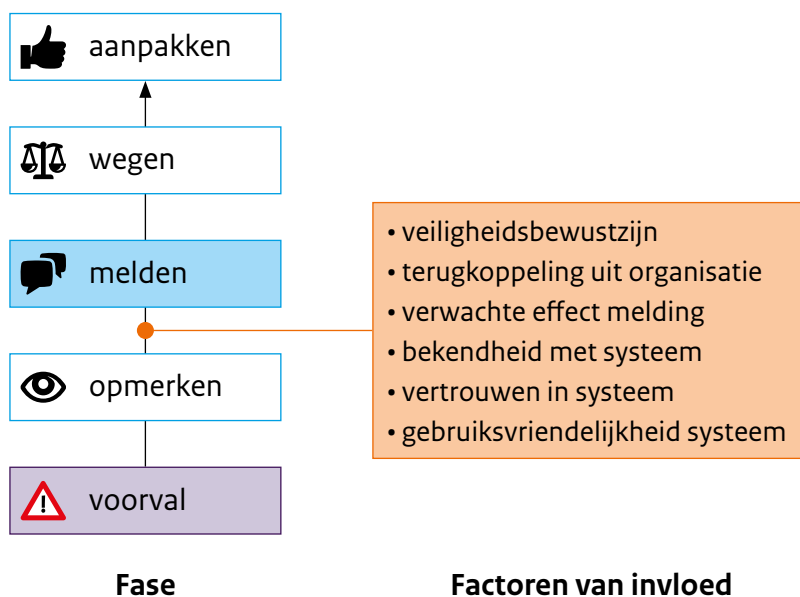 aanpakken
wegen
melden
opmerken
voorval
• veiligheidsbewustzijn
• terugkoppeling uit organisatie
• verwachte effect melding
• bekendheid met systeem
• vertrouwen in systeem
• gebruiksvriendelijkheid systeem
Fase
Factoren van invloed